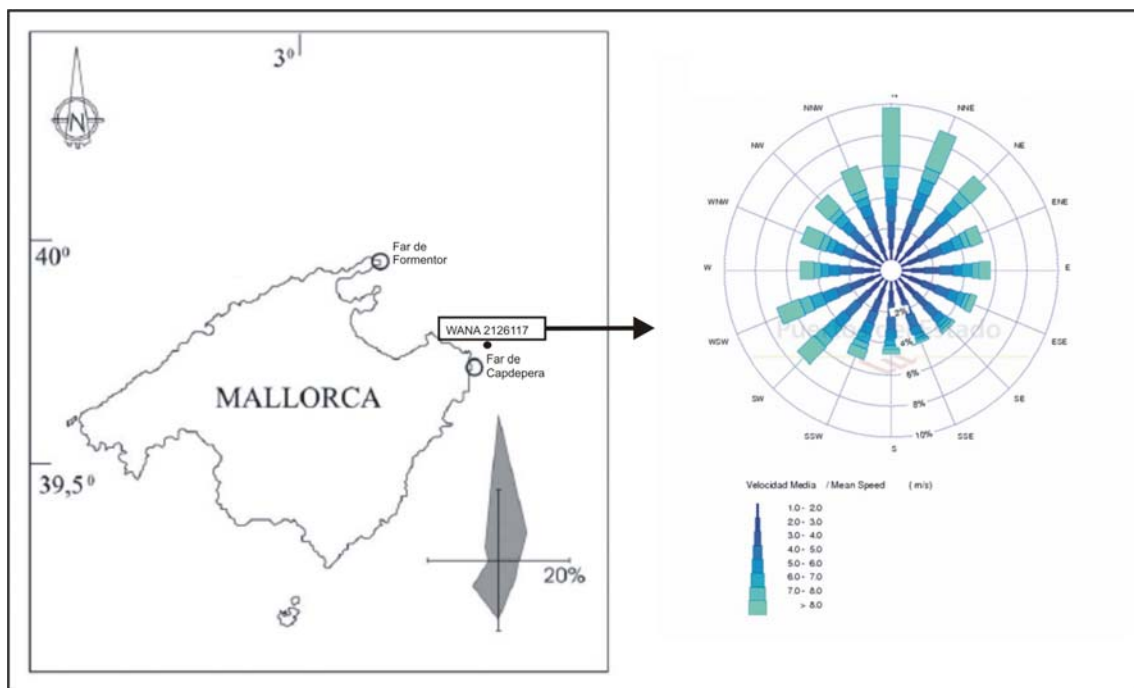 3⁰
N
40⁰
Far de
Formentor
WANA 2126117
Far de
Capdepera
MALLORCA
39,5⁰
20%
N
NNW
NNE
NW
NE
WNW
ENE
W
E
WSW
ESE
SW
SE
SSW
SSE
S
2%
4%
6%
8%
10%
Velocidad Media / Mean Speed (m/s)
1.0 - 2.0
2.0 - 3.0
3.0 - 4.0
4.0 - 5.0
5.0 - 6.0
6.0 - 7.0
7.0 - 8.0
> 8.0